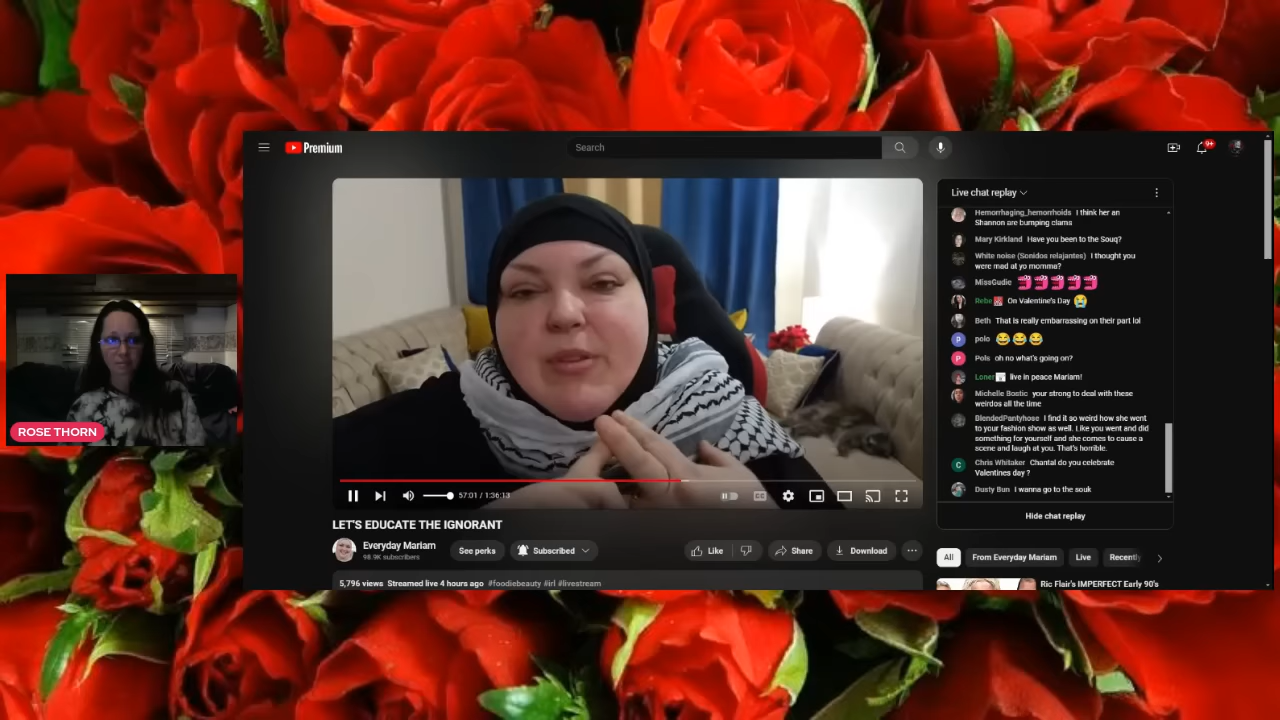 Premium
Search
9+
Live chat replay
Hemorrhaging_hemorrhoids I think her an
Shannon are bumping clams
Mary Kirkland Have you been to the Souq?
White noise (Sonidos relajantes) I thought you
were mad at yo momma?
MissGudie
Rebe On Valentine's Day
Beth That is really embarrassing on their part lol
polo
P
Pols oh no what's going on?
P
Loner live in peace Mariam!
Michelle Bostic your strong to deal with these
weirdos all the time
BlendedPantyhose I find it so weird how she went
to your fashion show as well. Like you went and did
something for yourself and she comes to cause a
scene and laugh at you. That's horrible.
C
Chris Whitaker Chantal do you celebrate
Valentines day ?
Dusty Bun I wanna go to the souk
Hide chat replay
ROSE THORN
57:01 / 1:36:13
CC
LET'S EDUCATE THE IGNORANT
Everyday Mariam
98.9K subscribers
See perks
Subscribed
Like
Share
Download
All
From Everyday Mariam
Live
Recently
5,796 views Streamed live 4 hours ago #foodiebeauty #irl #livestream
Ric Flair's IMPERFECT Early 90's